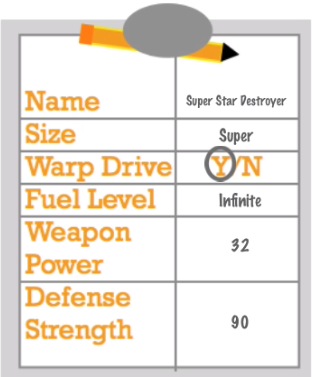 Name Super Star Destroyer
Size Super
Warp Drive Y/N
Fuel Level Infinite
Weapon
Power 32
Defense
Strength 90